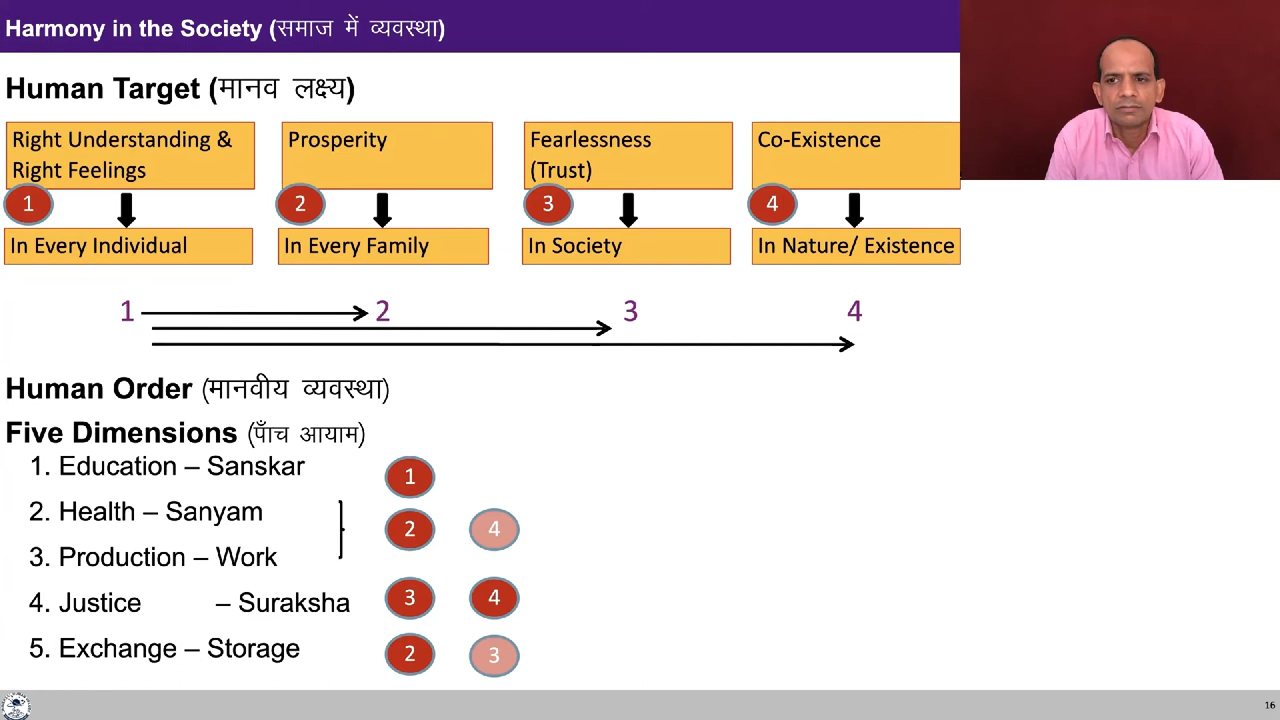 Harmony in the Society (समाज में व्यवस्था)
Human Target (मानव लक्ष्य)
Right Understanding &
Right Feelings
Prosperity
Fearlessness
(Trust)
Co-Existence
1
2
3
4
In Every Individual
In Every Family
In Society
In Nature/ Existence
1
2
3
4
Human Order (मानवीय व्यवस्था)
Five Dimensions (पाँच आयाम)
1. Education – Sanskar
1
2. Health – Sanyam
2
4
3. Production – Work
4. Justice – Suraksha
3
4
5. Exchange – Storage
2
3
16